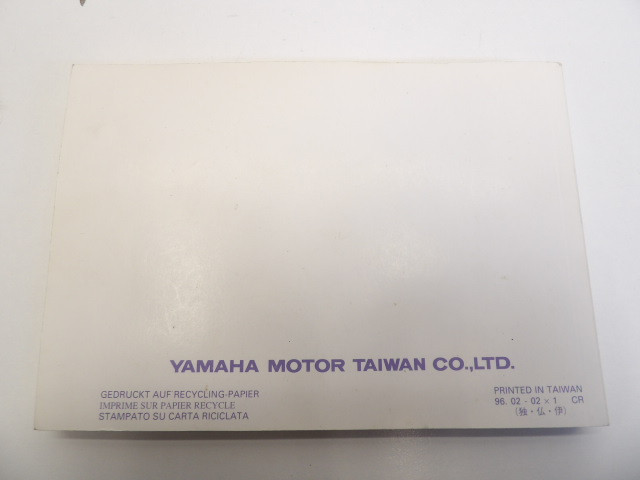 YAMAHA MOTOR TAIWAN CO.,LTD.
GEDRUCKT AUF RECYCLING-PAPIER
IMPRIME SUR PAPIER RECYCLE
STAMPATO SU CARTA RICICLATA
PRINTED IN TAIWAN
96. 02 - 02 × 1 CR
(独・仏・伊)